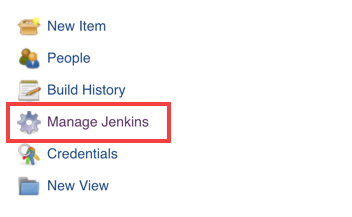 New Item
People
Build History
Manage Jenkins
Credentials
New View